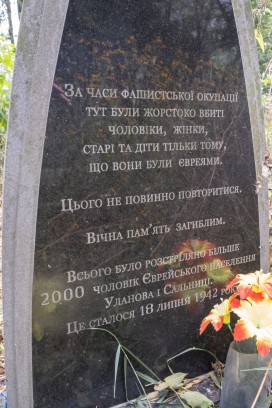 За часи фашистської окупації
тут були жорстоко вбиті
чоловіки, жінки,
старі та діти тільки тому,
що вони були євреями.
Цього не повинно повторитися.
Вічна пам'ять загиблим.
Всього було розстріляно більше
2000 чоловік Єврейського населення
Уланова і Сальниці.
Це сталося 18 липня 1942 року